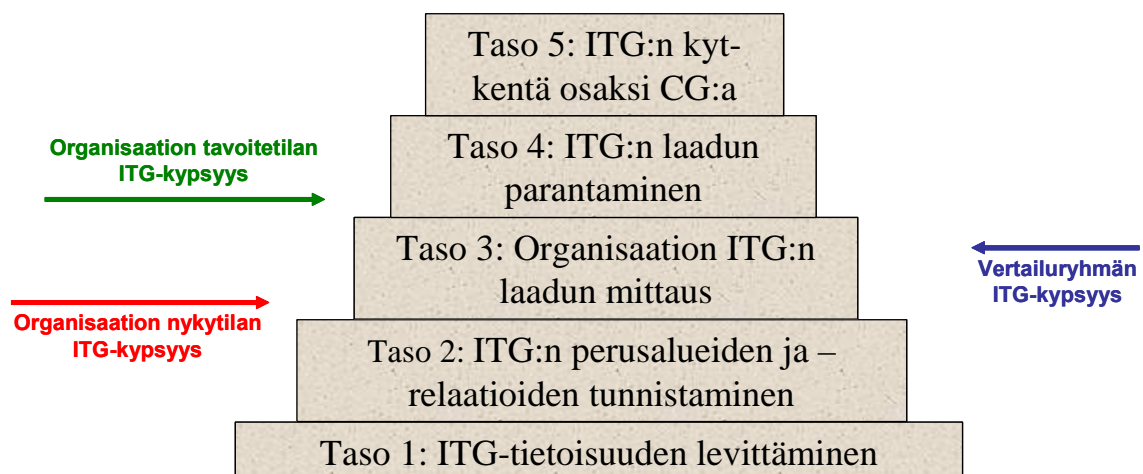 Taso 5: ITG:n kyt-
kentä osaksi CG:a
Organisaation tavoitetilan
ITG-kypsyys
Taso 4: ITG:n laadun
parantaminen
Taso 3: Organisaation ITG:n
laadun mittaus
Vertailuryhmän
ITG-kypsyys
Organisaation nykytilan
ITG-kypsyys
Taso 2: ITG:n perusalueiden ja –
relaatioiden tunnistaminen
Taso 1: ITG-tietoisuuden levittäminen